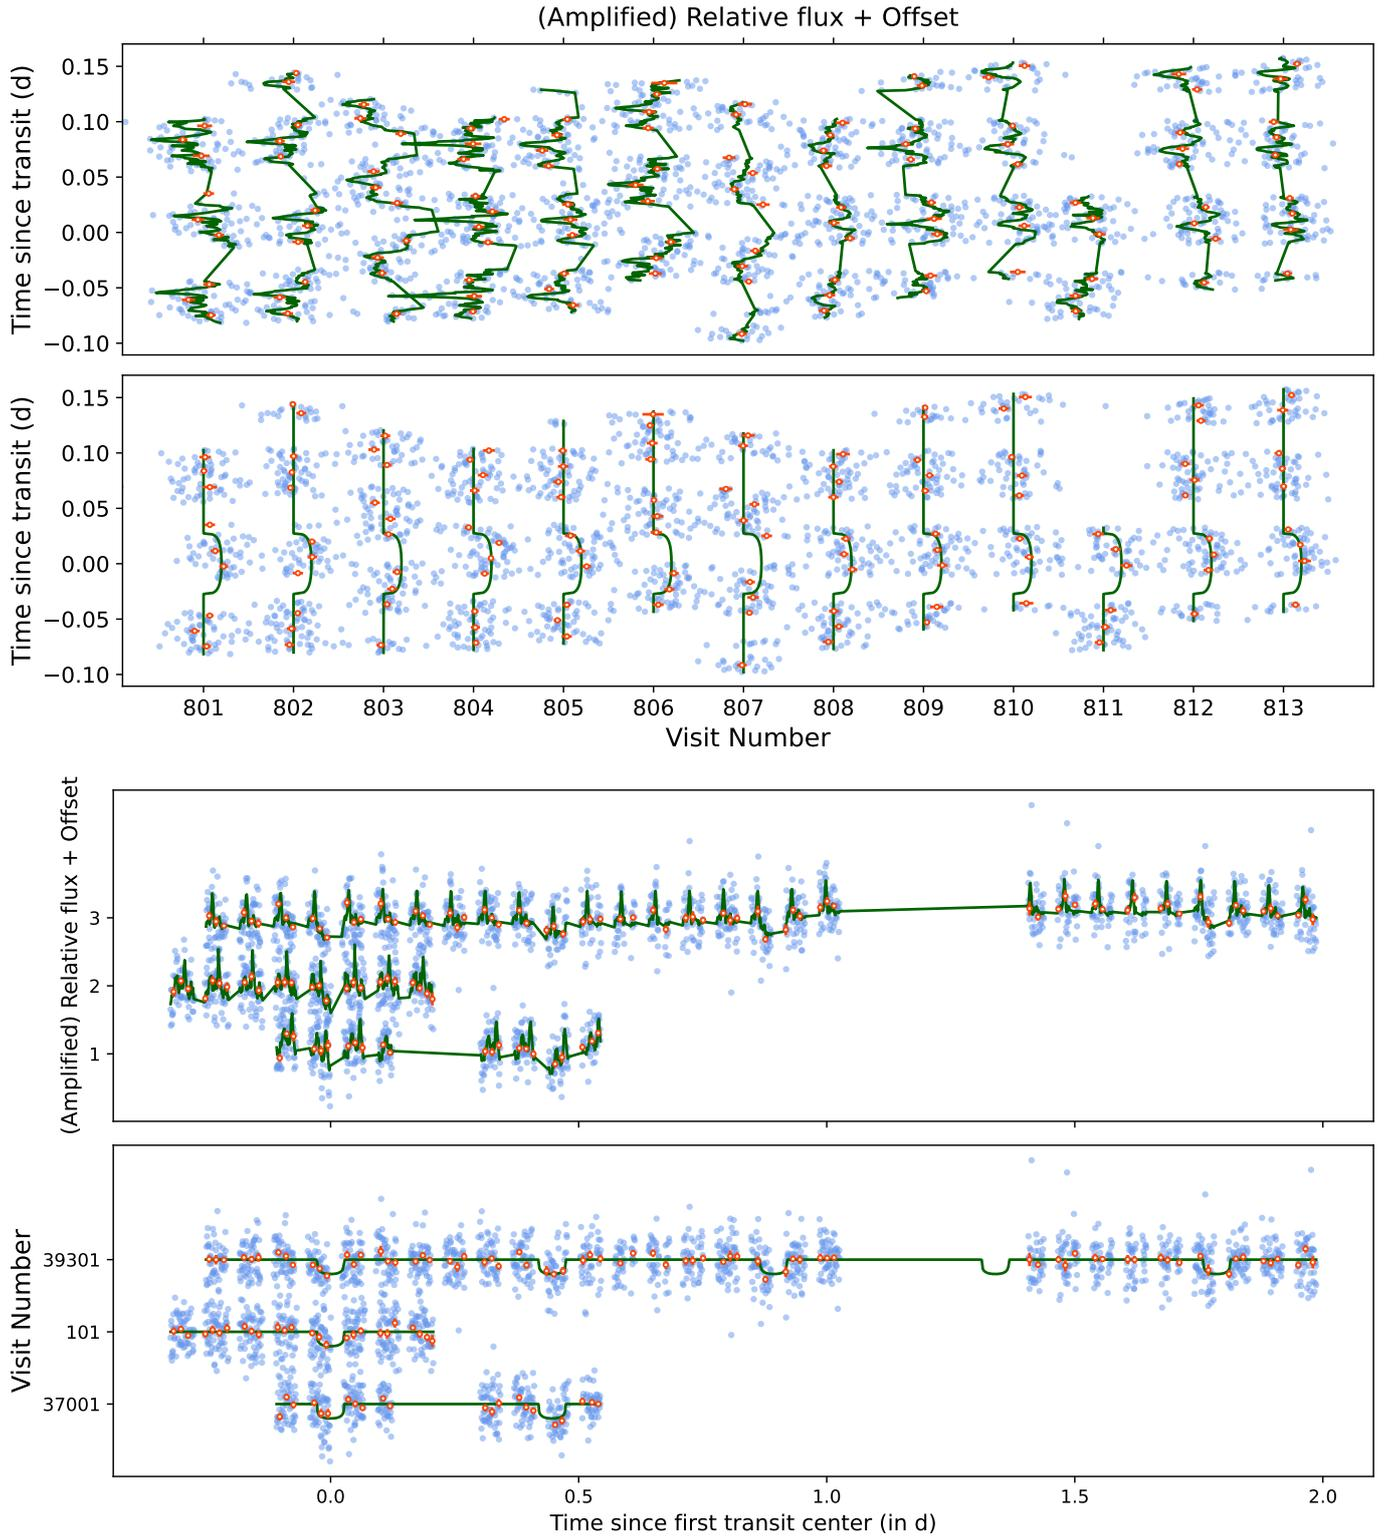 (Amplified) Relative flux + Offset
Time since transit (d)
0.15
0.10
0.05
0.00
−0.05
−0.10
Time since transit (d)
0.15
0.10
0.05
0.00
−0.05
−0.10
801 802 803 804 805 806 807 808 809 810 811 812 813
Visit Number
(Amplified) Relative flux + Offset
3
2
1
Visit Number
39301
101
37001
0.0 0.5 1.0 1.5 2.0
Time since first transit center (in d)